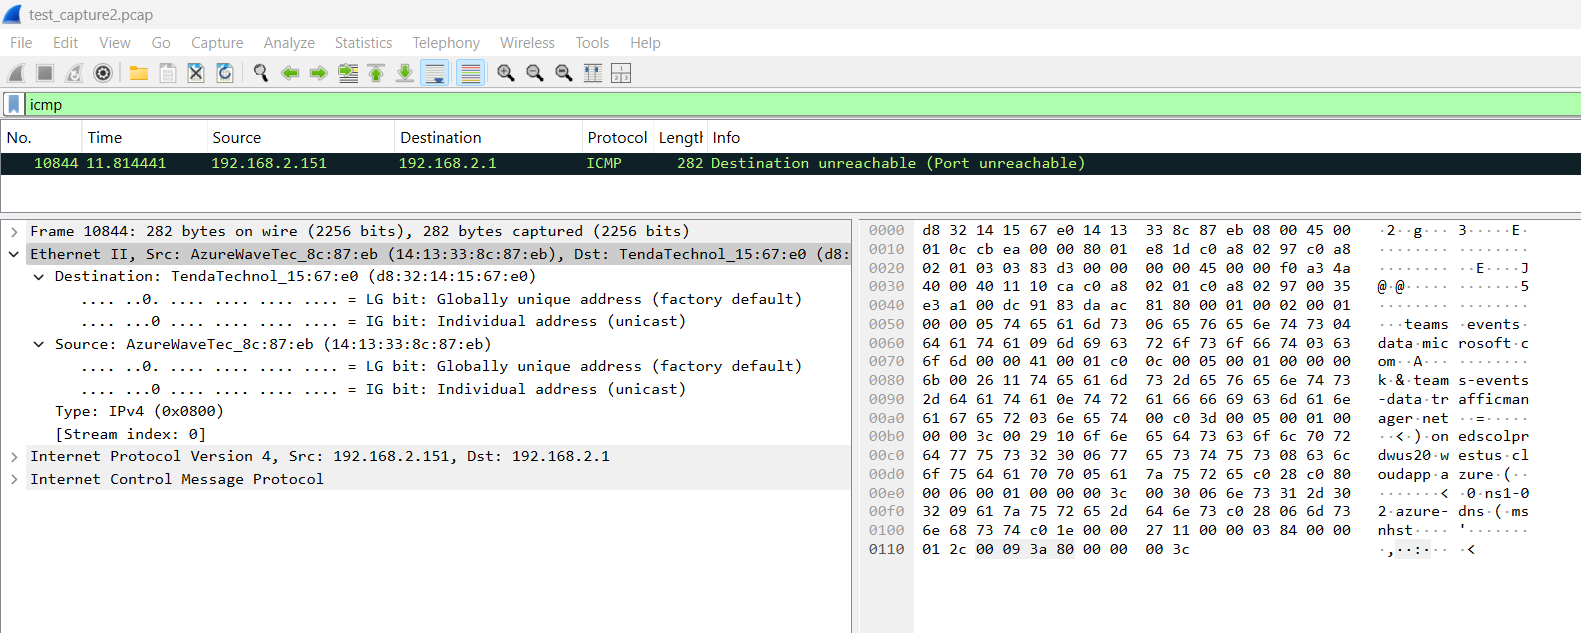 test_capture2.pcap
File Edit View Go Capture Analyze Statistics Telephony Wireless Tools Help
icmp
No. Time Source Destination Protocol Length Info
10844 11.814441 192.168.2.151 192.168.2.1 ICMP 282 Destination unreachable (Port unreachable)
Frame 10844: 282 bytes on wire (2256 bits), 282 bytes captured (2256 bits)
Ethernet II, Src: AzureWaveTec_8c:87:eb (14:13:33:8c:87:eb), Dst: TendaTechnol_15:67:e0 (d8:
Destination: TendaTechnol_15:67:e0 (d8:32:14:15:67:e0)
.... ..0. .... .... .... .... = LG bit: Globally unique address (factory default)
.... ...0 .... .... .... .... = IG bit: Individual address (unicast)
Source: AzureWaveTec_8c:87:eb (14:13:33:8c:87:eb)
.... ..0. .... .... .... .... = LG bit: Globally unique address (factory default)
.... ...0 .... .... .... .... = IG bit: Individual address (unicast)
Type: IPv4 (0x0800)
[Stream index: 0]
Internet Protocol Version 4, Src: 192.168.2.151, Dst: 192.168.2.1
Internet Control Message Protocol
0000 d8 32 14 15 67 e0 14 13 33 8c 87 eb 08 00 45 00 ·2··g··· 3·····E·
0010 01 0c cb ea 00 00 80 01 e8 1d c0 a8 02 97 c0 a8 ········ ········
0020 02 01 03 03 83 d3 00 00 00 00 45 00 00 f0 a3 4a ········ ··E····J
0030 40 00 40 11 10 ca c0 a8 02 01 c0 a8 02 97 00 35 @·@····· ·······5
0040 e3 a1 00 dc 91 83 da ac 81 80 00 01 00 02 00 01 ········ ········
0050 00 00 05 74 65 61 6d 73 06 65 76 65 6e 74 73 04 ···teams ·events·
0060 64 61 74 61 09 6d 69 63 72 6f 73 6f 66 74 03 63 data·mic rosoft·c
0070 6f 6d 00 00 41 00 01 c0 0c 00 05 00 01 00 00 00 om··A··· ········
0080 6b 00 26 11 74 65 61 6d 73 2d 65 76 65 6e 74 73 k·&·team s-events
0090 2d 64 61 74 61 0e 74 72 61 66 66 69 63 6d 61 6e -data·tr afficman
00a0 61 67 65 72 03 6e 65 74 00 c0 3d 00 05 00 01 00 ager·net ··=·····
00b0 00 00 3c 00 29 10 6f 6e 65 64 73 63 6f 6c 70 72 ··<·)·on edscolpr
00c0 64 77 75 73 32 30 06 77 65 73 74 75 73 08 63 6c dwus20·w estus·cl
00d0 6f 75 64 61 70 70 05 61 7a 75 72 65 c0 28 c0 80 oudapp·a zure·(··
00e0 00 06 00 01 00 00 00 3c 00 30 06 6e 73 31 2d 30 ·······< ·0·ns1-0
00f0 32 09 61 7a 75 72 65 2d 64 6e 73 c0 28 06 6d 73 2·azure- dns·(·ms
0100 6e 68 73 74 c0 1e 00 00 27 11 00 00 03 84 00 00 nhst···· '·······
0110 01 2c 00 09 3a 80 00 00 00 3c ·,··:··· ·<